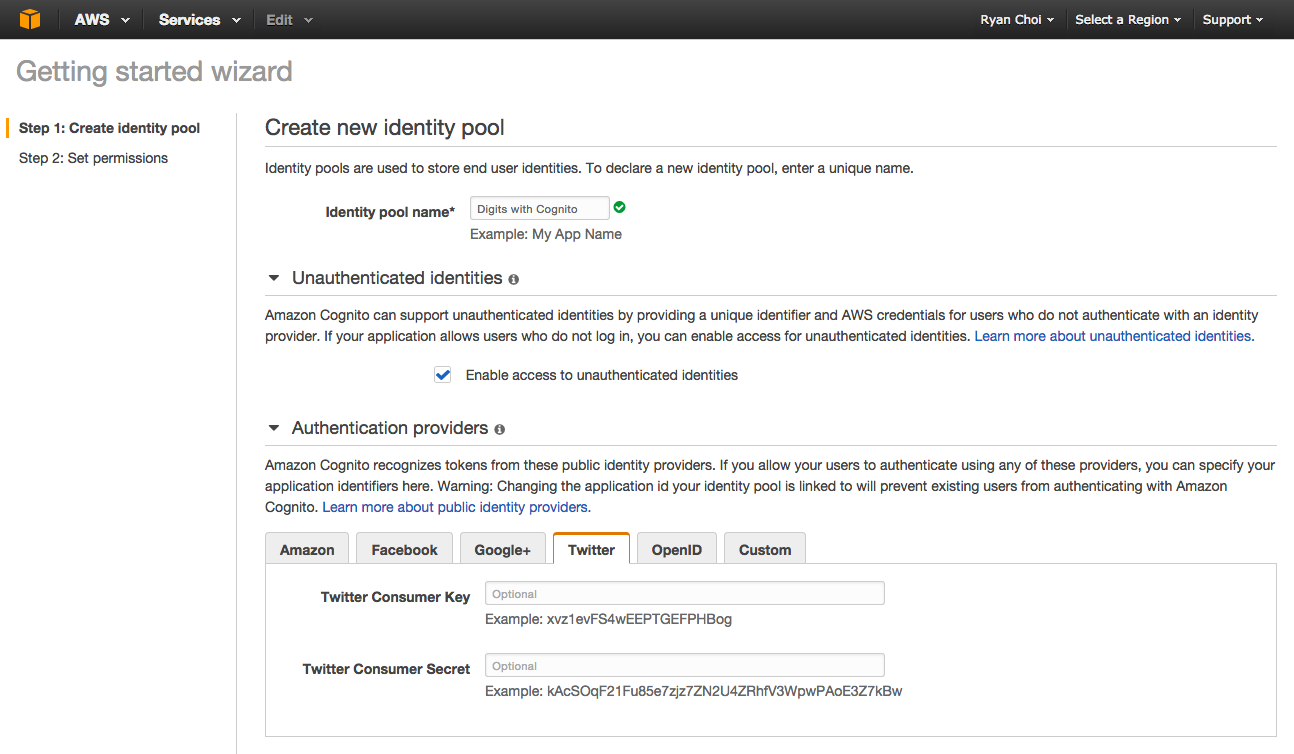 AWS Services Edit Ryan Choi Select a Region Support
Getting started wizard
Step 1: Create identity pool
Step 2: Set permissions
Create new identity pool
Identity pools are used to store end user identities. To declare a new identity pool, enter a unique name.
Identity pool name* Digits with Cognito
Example: My App Name
Unauthenticated identities
Amazon Cognito can support unauthenticated identities by providing a unique identifier and AWS credentials for users who do not authenticate with an identity
provider. If your application allows users who do not log in, you can enable access for unauthenticated identities. Learn more about unauthenticated identities.
Enable access to unauthenticated identities
Authentication providers
Amazon Cognito recognizes tokens from these public identity providers. If you allow your users to authenticate using any of these providers, you can specify your
application identifiers here. Warning: Changing the application id your identity pool is linked to will prevent existing users from authenticating with Amazon
Cognito. Learn more about public identity providers.
Amazon Facebook Google+ Twitter OpenID Custom
Twitter Consumer Key Optional
Example: xvz1evFS4wEEPTGEFPHBog
Twitter Consumer Secret Optional
Example: kAcSOqF21Fu85e7zjz7ZN2U4ZRhfV3WpwPAoE3Z7kBw